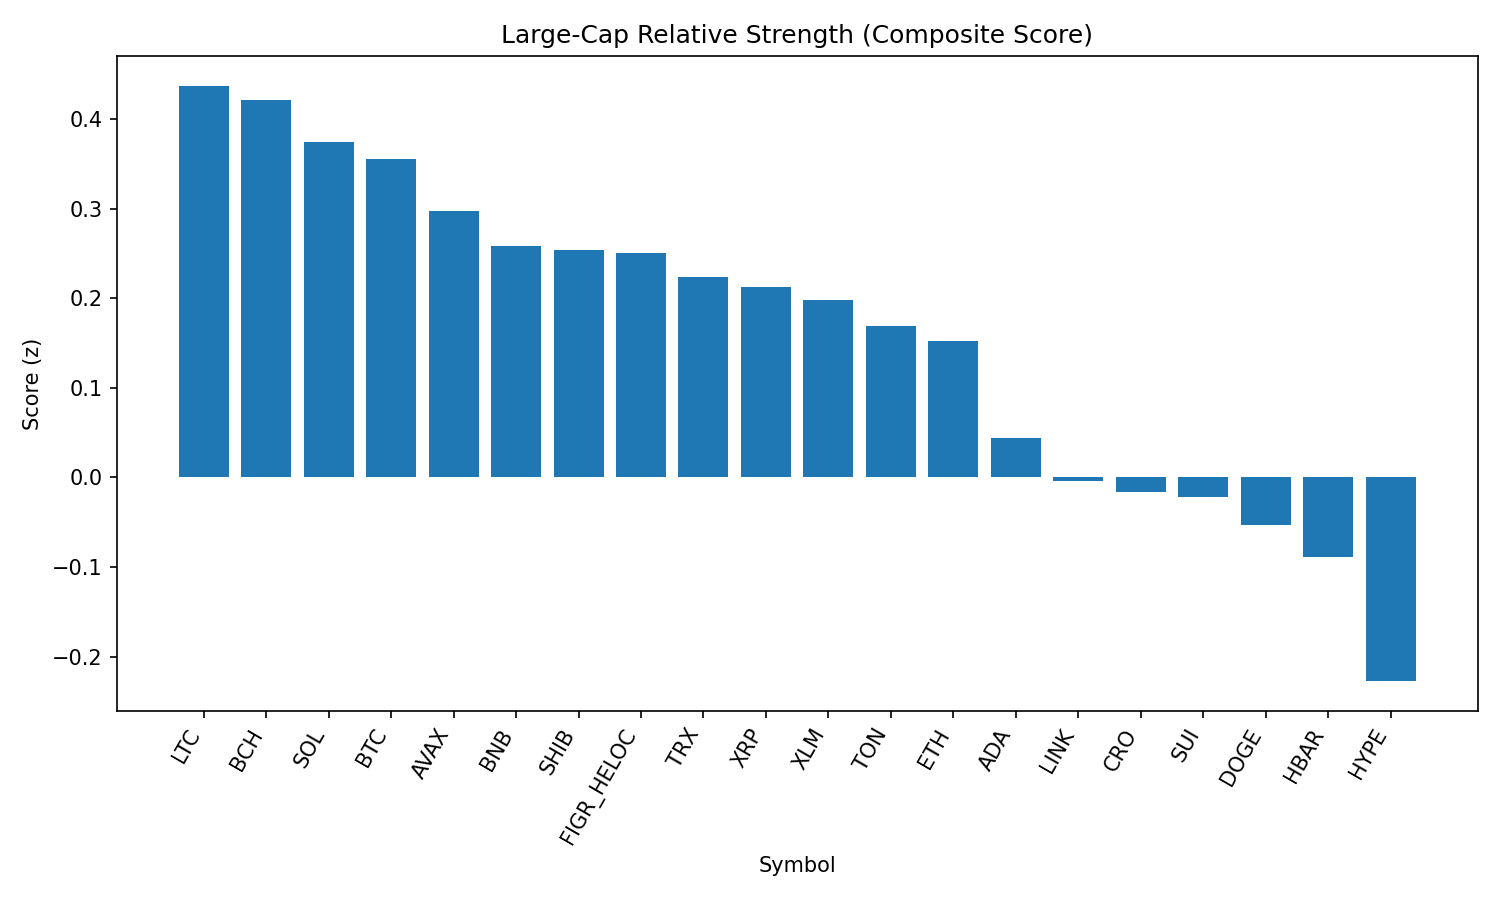 Large-Cap Relative Strength (Composite Score)
Score (z)
0.4
0.3
0.2
0.1
0.0
−0.1
−0.2
LTC
BCH
SOL
BTC
AVAX
BNB
SHIB
FIGR_HELOC
TRX
XRP
XLM
TON
ETH
ADA
LINK
CRO
SUI
DOGE
HBAR
HYPE
Symbol